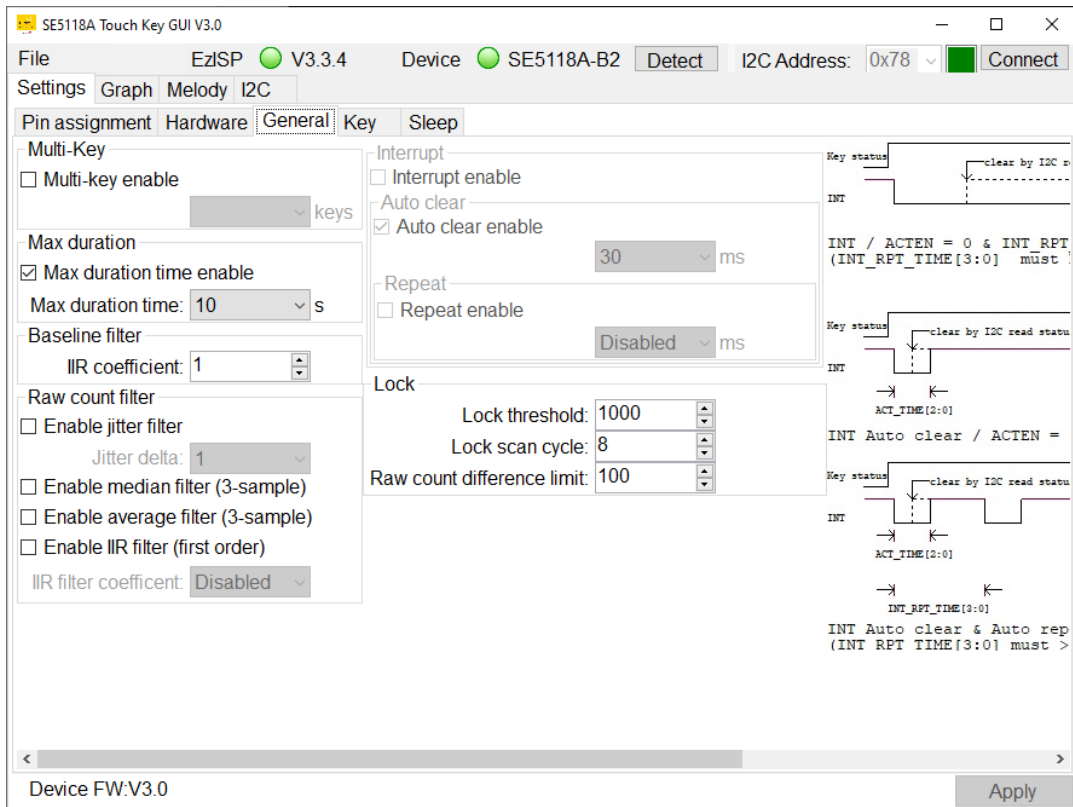 SE5118A Touch Key GUI V3.0
File EzISP V3.3.4 Device SE5118A-B2 Detect I2C Address: 0x78 Connect
Settings Graph Melody I2C
Pin assignment Hardware General Key Sleep
Multi-Key
Multi-key enable
keys
Max duration
Max duration time enable
Max duration time: 10 s
Baseline filter
IIR coefficient: 1
Raw count filter
Enable jitter filter
Jitter delta: 1
Enable median filter (3-sample)
Enable average filter (3-sample)
Enable IIR filter (first order)
IIR filter coefficent: Disabled
Interrupt
Interrupt enable
Auto clear
Auto clear enable
30 ms
Repeat
Repeat enable
Disabled ms
Lock
Lock threshold: 1000
Lock scan cycle: 8
Raw count difference limit: 100
Key status
clear by I2C r
INT
INT / ACTEN = 0 & INT_RPT_
(INT_RPT_TIME[3:0] must
Key status
clear by I2C read statu
INT
ACT_TIME[2:0]
INT Auto clear / ACTEN =
Key status
clear by I2C read statu
INT
ACT_TIME[2:0]
INT_RPT_TIME[3:0]
INT Auto clear & Auto rep
(INT RPT TIME[3:0] must >
Device FW:V3.0
Apply